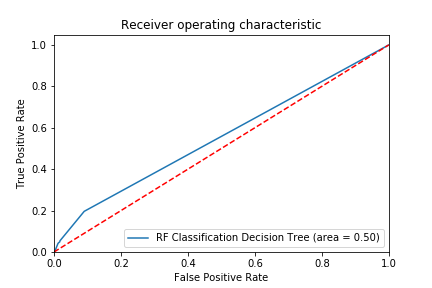 Receiver operating characteristic
True Positive Rate
1.0
0.8
0.6
0.4
0.2
0.0
RF Classification Decision Tree (area = 0.50)
0.0 0.2 0.4 0.6 0.8 1.0
False Positive Rate